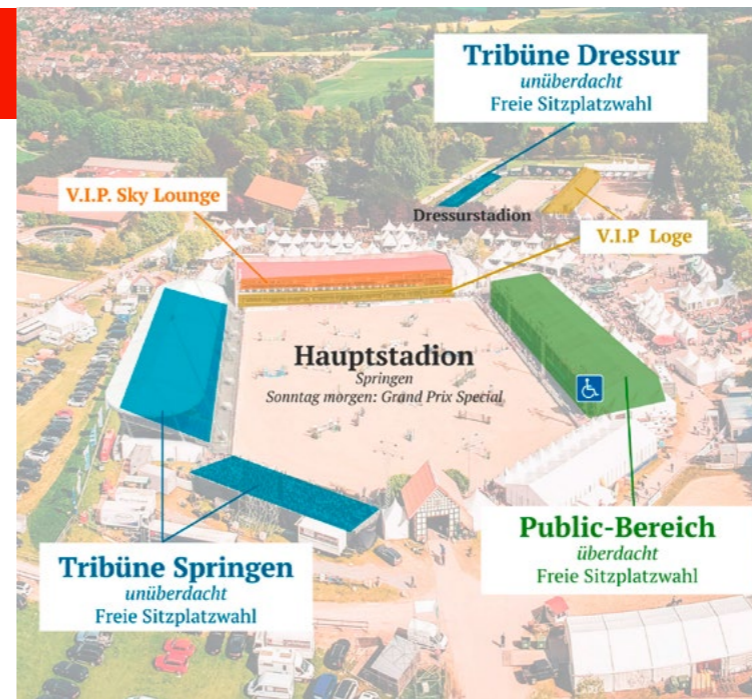 Tribüne Dressur
unüberdacht
Freie Sitzplatzwahl
V.I.P. Sky Lounge
Dressurstadion
V.I.P Loge
Hauptstadion
Springen
Sonntag morgen: Grand Prix Special
Public-Bereich
überdacht
Freie Sitzplatzwahl
Tribüne Springen
unüberdacht
Freie Sitzplatzwahl